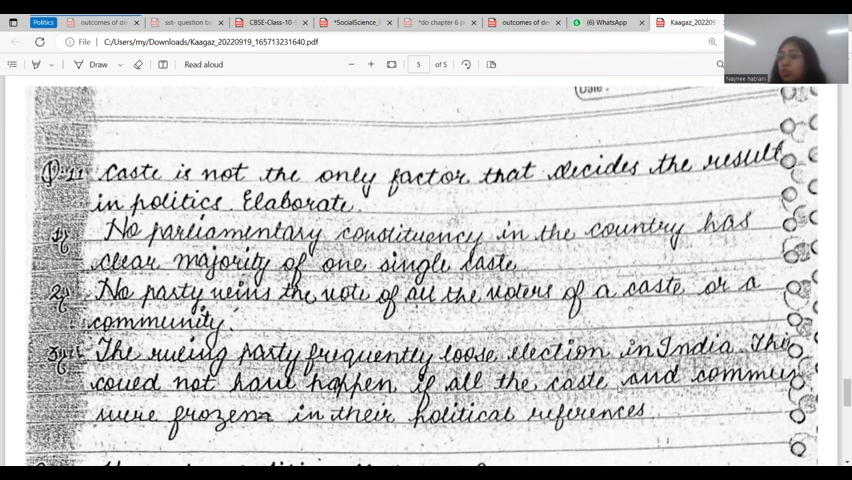 Politics
outcomes of de
sst- question ba
CBSE-Class-10-S
*SocialScience_
*do chapter 6 p
outcomes of de
(6) WhatsApp
Kaagaz_2022091
File
C:/Users/my/Downloads/Kaagaz_20220919_165713231640.pdf
Draw
Read aloud
5
of 5
Date :
Q.11 Caste is not the only factor that decides the result
in politics. Elaborate.
1) No parliamentary constituency in the country has
clear majority of one single caste
2) No party wins the vote of all the voters of a caste or a
community.
3) The ruling party frequently loose election in India. The
could not have happen if all the caste and commun
were frozen in their political references.